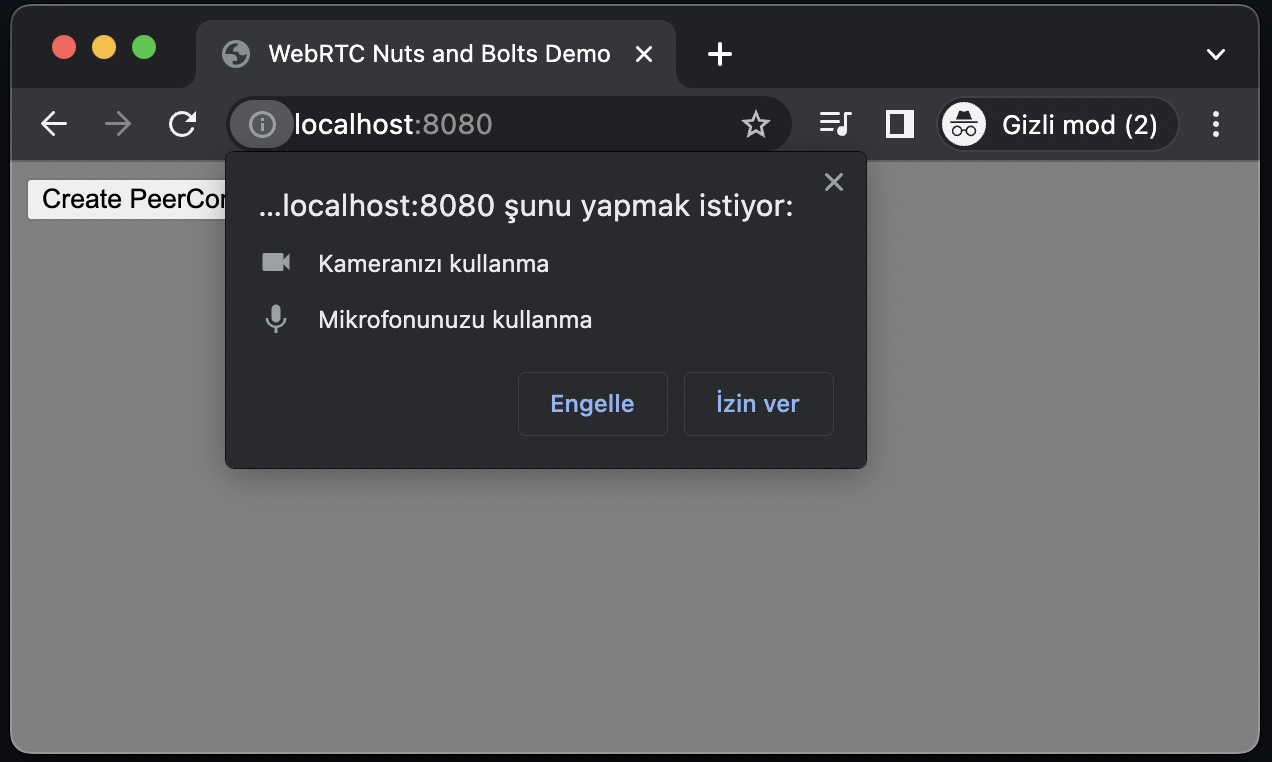 WebRTC Nuts and Bolts Demo
localhost:8080
Gizli mod (2)
Create PeerCor
...localhost:8080 şunu yapmak istiyor:
Kameranızı kullanma
Mikrofonunuzu kullanma
Engelle
İzin ver